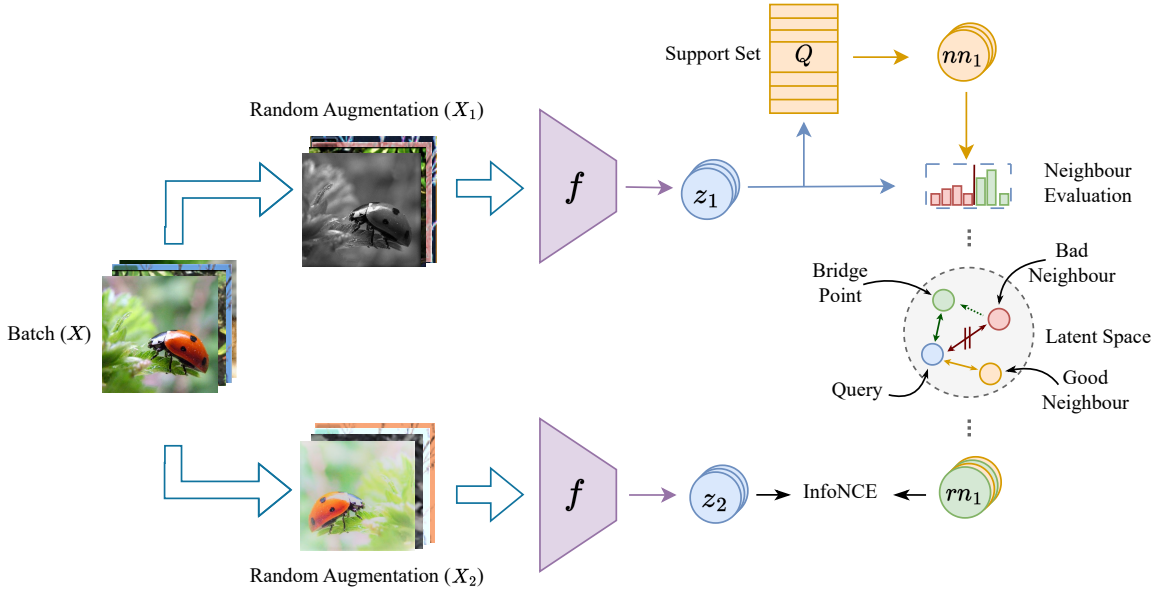 Support Set
Q
nn₁
Random Augmentation (X₁)
f
z₁
Neighbour
Evaluation
Bridge
Point
Bad
Neighbour
Batch (X)
Latent Space
Query
Good
Neighbour
f
z₂
InfoNCE
rn₁
Random Augmentation (X₂)